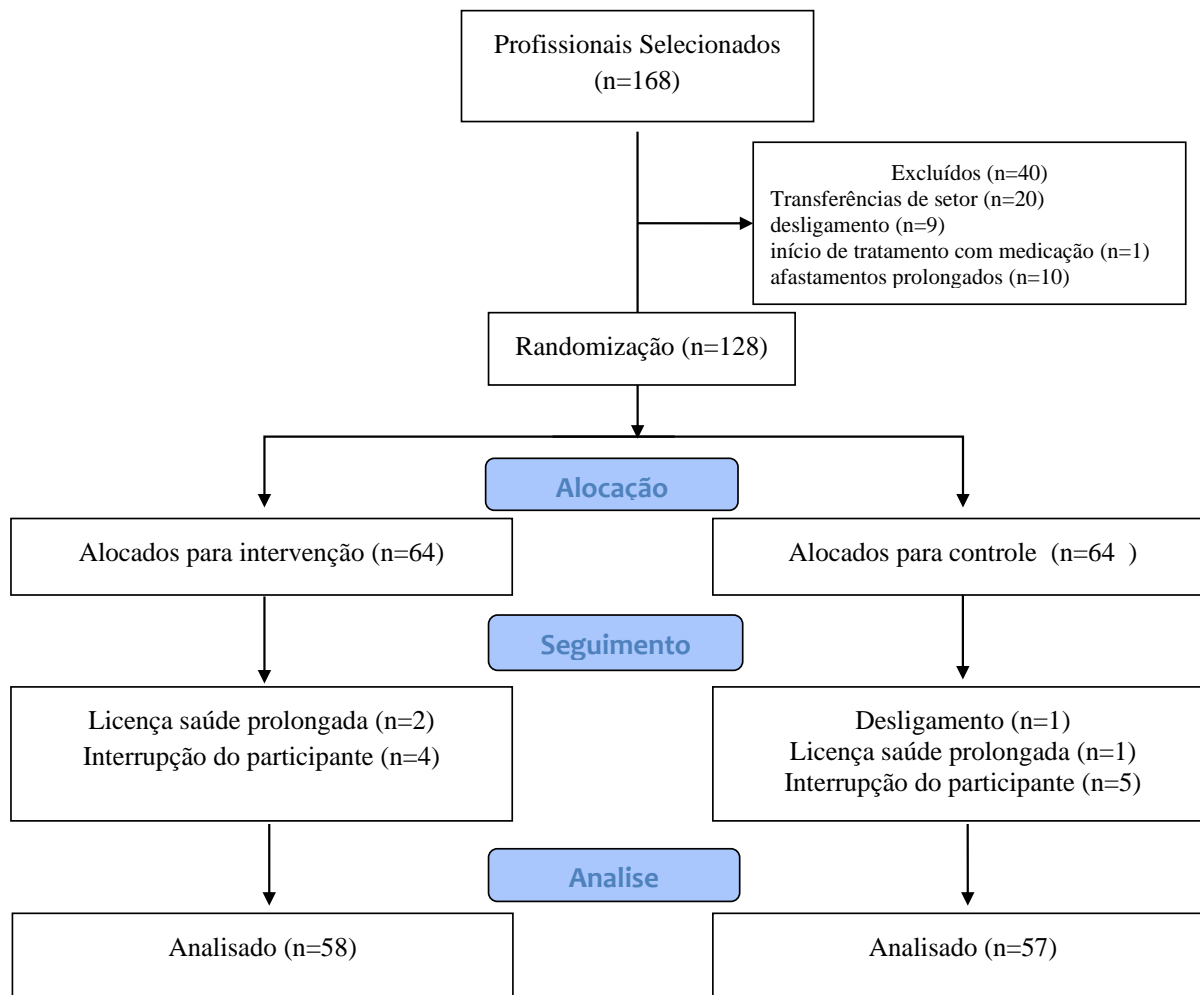 Profissionais Selecionados
(n=168)
Excluídos (n=40)
Transferências de setor (n=20)
desligamento (n=9)
início de tratamento com medicação (n=1)
afastamentos prolongados (n=10)
Randomização (n=128)
Alocação
Alocados para intervenção (n=64)
Alocados para controle (n=64 )
Seguimento
Licença saúde prolongada (n=2)
Interrupção do participante (n=4)
Desligamento (n=1)
Licença saúde prolongada (n=1)
Interrupção do participante (n=5)
Analise
Analisado (n=58)
Analisado (n=57)